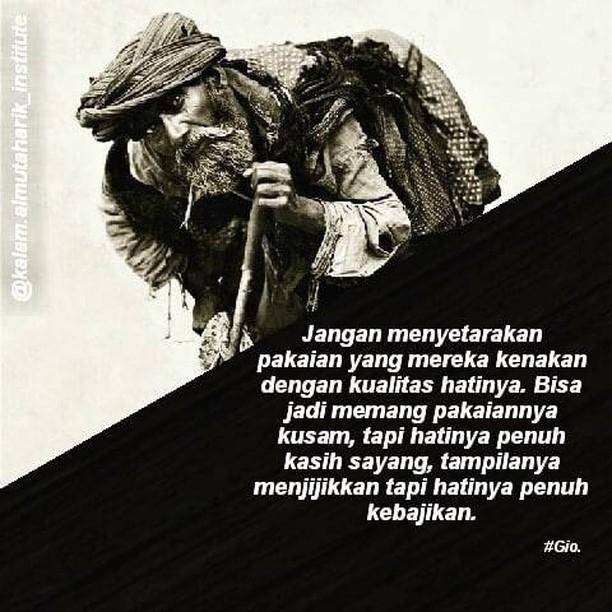 @kalam.almutaharik_institute
Jangan menyetarakan
pakaian yang mereka kenakan
dengan kualitas hatinya. Bisa
jadi memang pakaiannya
kusam, tapi hatinya penuh
kasih sayang, tampilanya
menjijikkan tapi hatinya penuh
kebajikan.
#Gio.